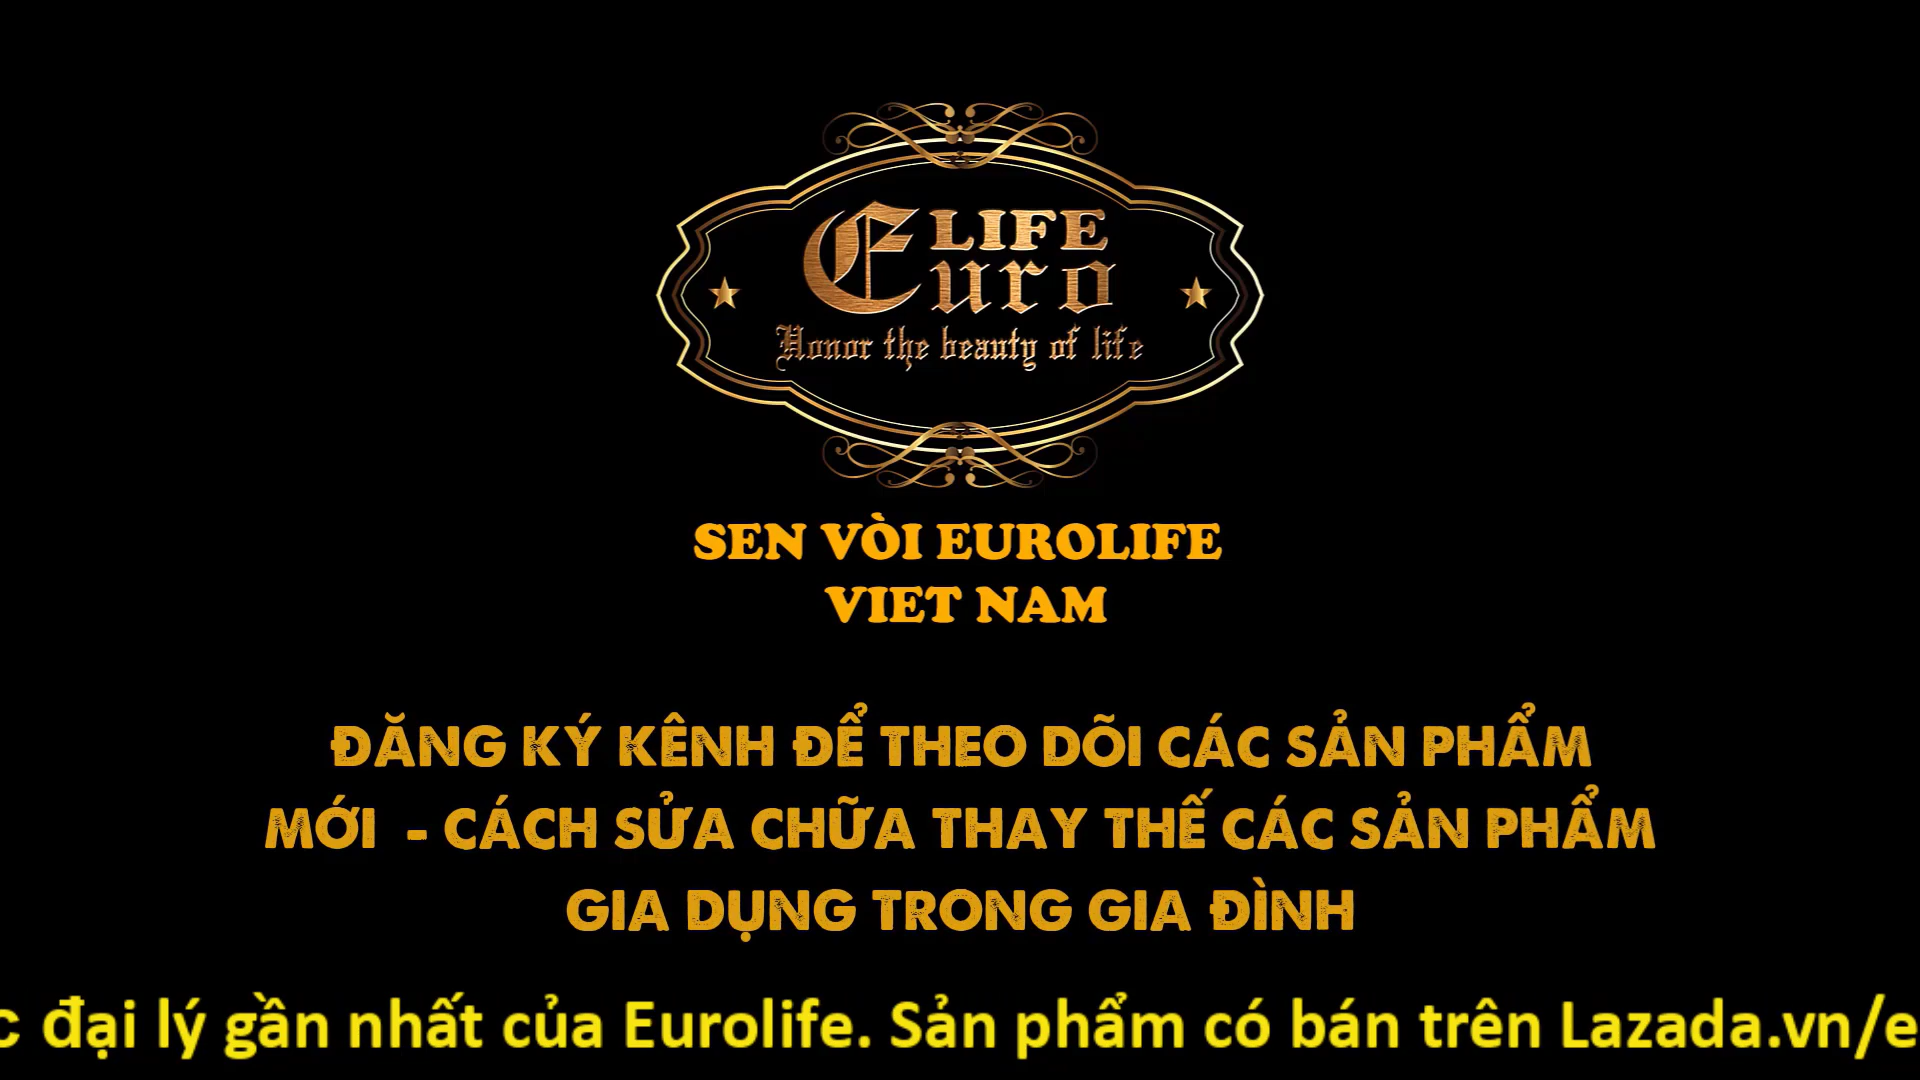 LIFE
Euro
Honor the beauty of life
SEN VÒI EUROLIFE
VIET NAM
ĐĂNG KÝ KÊNH ĐỂ THEO DÕI CÁC SẢN PHẨM
MỚI - CÁCH SỬA CHỮA THAY THẾ CÁC SẢN PHẨM
GIA DỤNG TRONG GIA ĐÌNH
c đại lý gần nhất của Eurolife. Sản phẩm có bán trên Lazada.vn/e